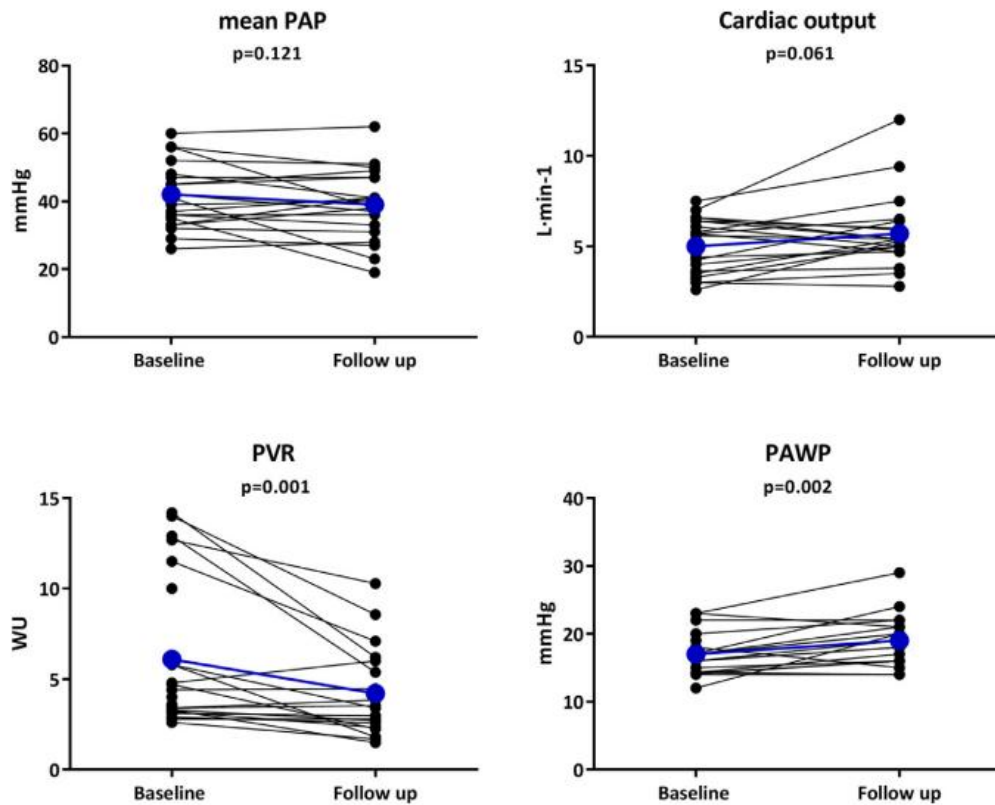 mean PAP
p=0.121
80
60
40
20
0
mmHg
Baseline
Follow up
Cardiac output
p=0.061
15
10
5
0
L·min-1
Baseline
Follow up
PVR
p=0.001
15
10
5
0
WU
Baseline
Follow up
PAWP
p=0.002
40
30
20
10
0
mmHg
Baseline
Follow up